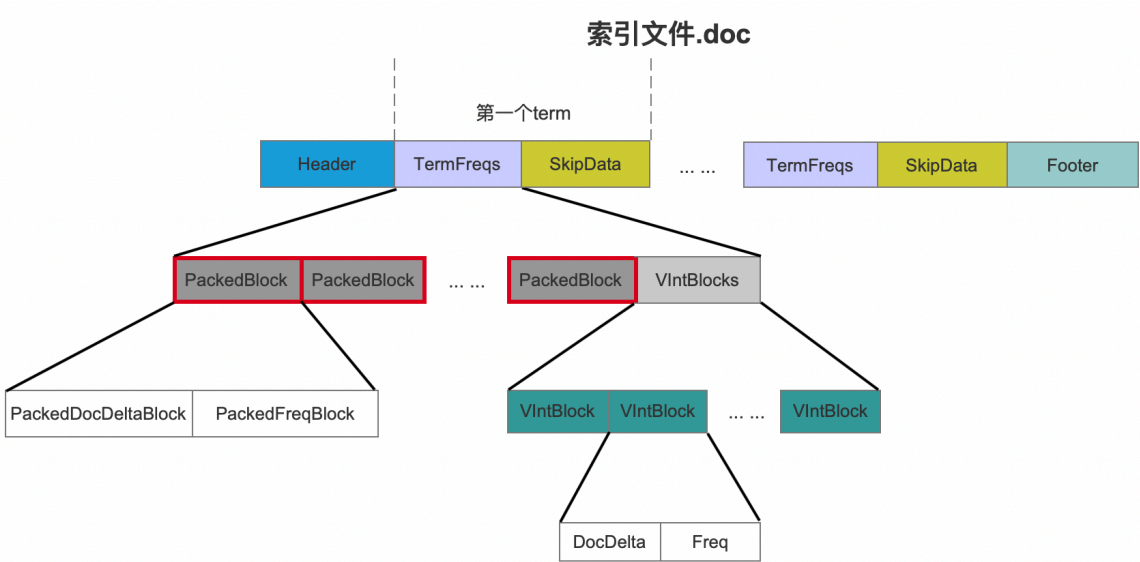 索引文件.doc
第一个term
Header TermFreqs SkipData ... ... TermFreqs SkipData Footer
PackedBlock PackedBlock ... ... PackedBlock VIntBlocks
PackedDocDeltaBlock PackedFreqBlock VIntBlock VIntBlock ... ... VIntBlock
DocDelta Freq